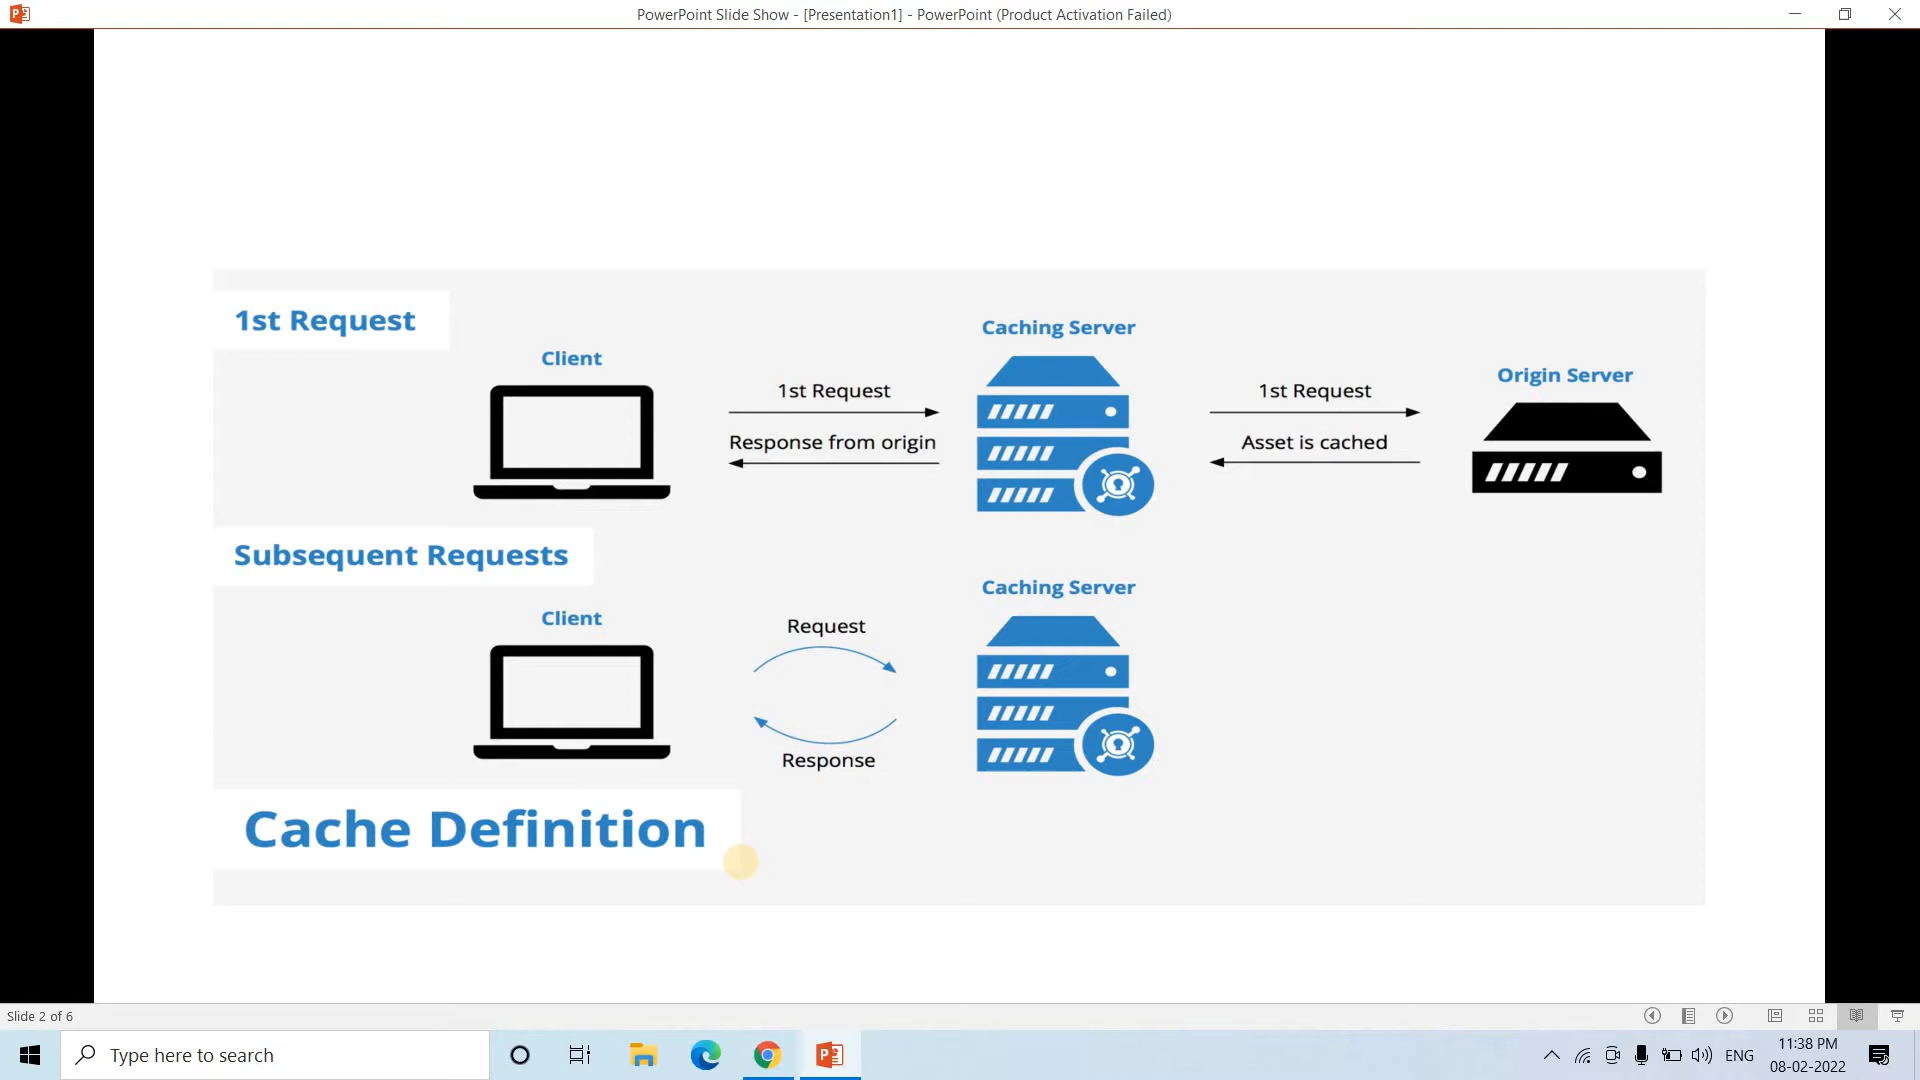 PowerPoint Slide Show - [Presentation1] - PowerPoint (Product Activation Failed)
1st Request
Client
1st Request
Response from origin
Caching Server
1st Request
Asset is cached
Origin Server
Subsequent Requests
Client
Request
Response
Caching Server
Cache Definition
Slide 2 of 6
Type here to search
ENG
11:38 PM
08-02-2022